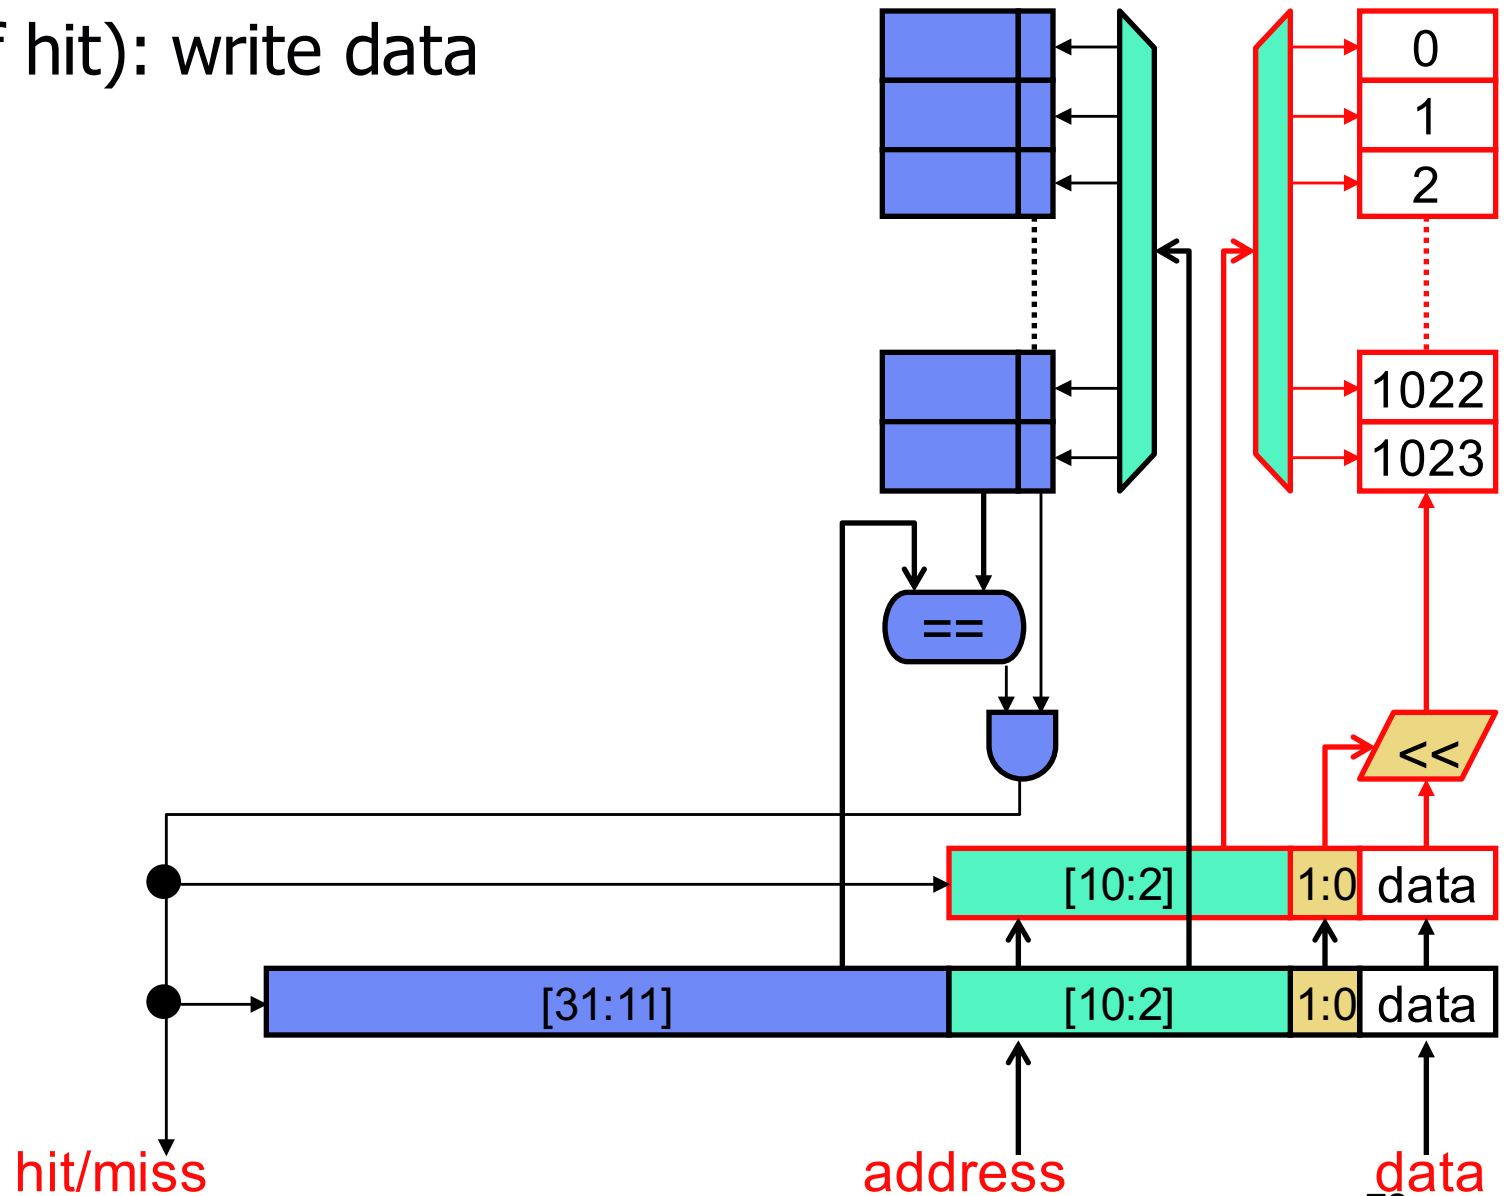 hit): write data
0
1
2
1022
1023
==
<<
[10:2] 1:0 data
[31:11] [10:2] 1:0 data
hit/miss address data